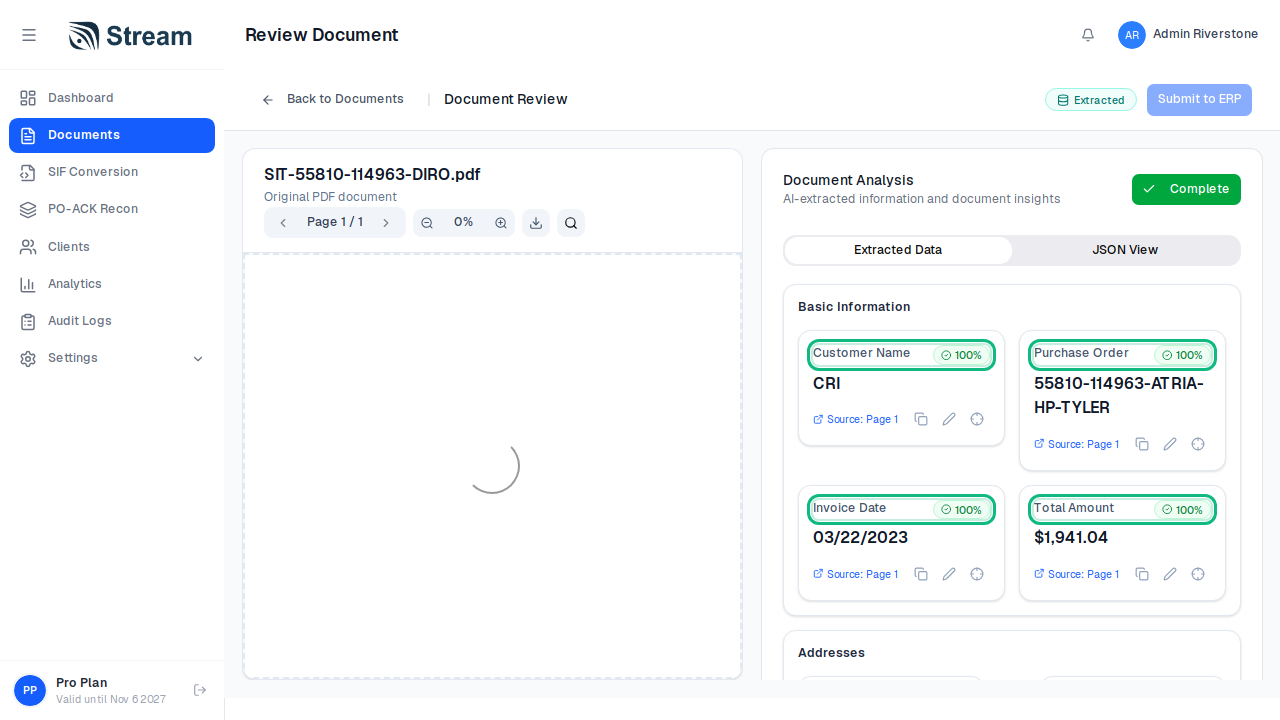 Stream
Review Document
AR
Admin Riverstone
Dashboard
Documents
SIF Conversion
PO-ACK Recon
Clients
Analytics
Audit Logs
Settings
PP
Pro Plan
Valid until Nov 6 2027
Back to Documents
Document Review
Extracted
Submit to ERP
SIT-55810-114963-DIRO.pdf
Original PDF document
Page 1 / 1
0%
Document Analysis
AI-extracted information and document insights
Complete
Extracted Data
JSON View
Basic Information
Customer Name
100%
CRI
Source: Page 1
Purchase Order
100%
55810-114963-ATRIA-
HP-TYLER
Source: Page 1
Invoice Date
100%
03/22/2023
Source: Page 1
Total Amount
100%
$1,941.04
Source: Page 1
Addresses